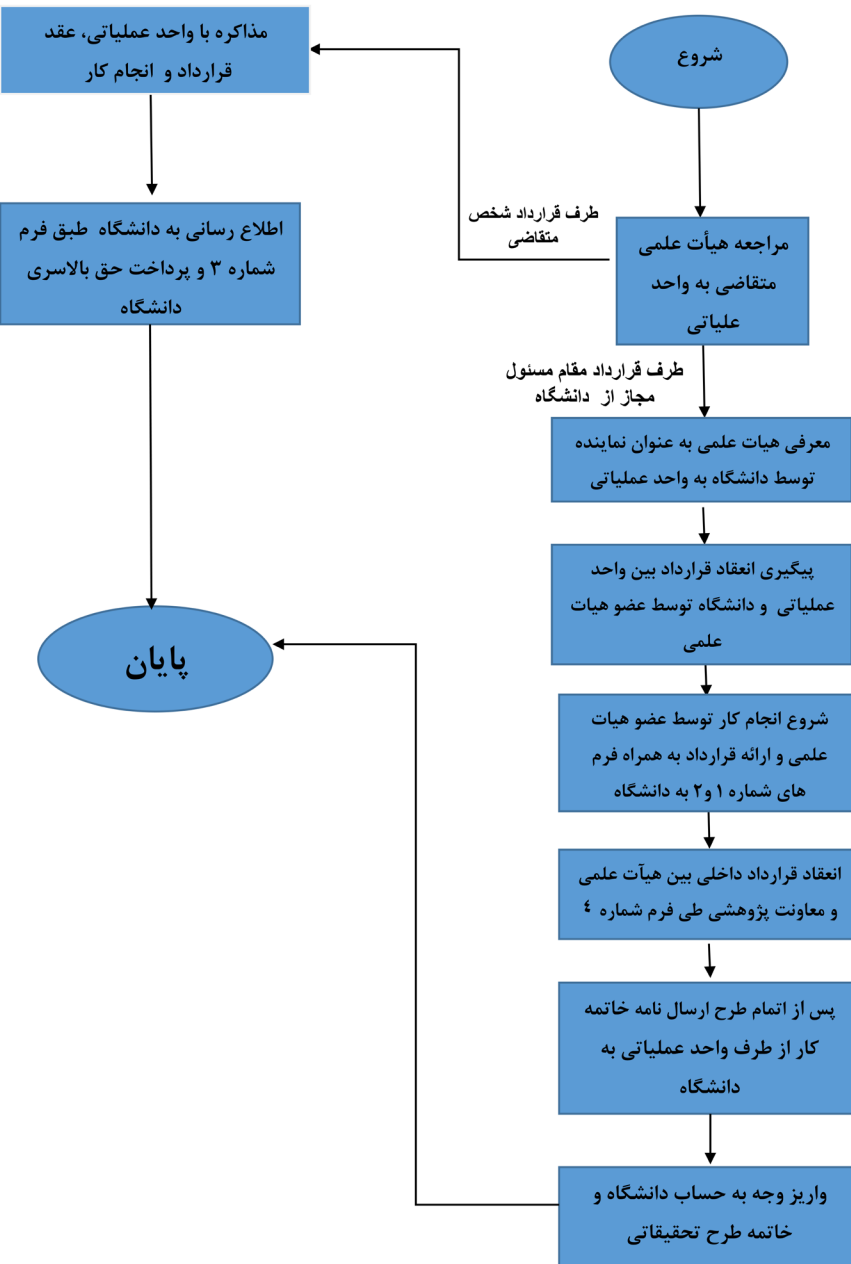 شروع
مراجعه هیأت علمی
متقاضی به واحد
علیاتی
طرف قرارداد شخص
متقاضی
مذاکره با واحد عملیاتی، عقد
قرارداد و انجام کار
اطلاع رسانی به دانشگاه طبق فرم
شماره ۳ و پرداخت حق بالاسری
دانشگاه
طرف قرارداد مقام مسئول
مجاز از دانشگاه
معرفی هیات علمی به عنوان نماینده
توسط دانشگاه به واحد عملیاتی
پیگیری انعقاد قرارداد بین واحد
عملیاتی و دانشگاه توسط عضو هیات
علمی
شروع انجام کار توسط عضو هیات
علمی و ارائه قرارداد به همراه فرم
های شماره ۱ و۲ به دانشگاه
انعقاد قرارداد داخلی بین هیآت علمی
و معاونت پژوهشی طی فرم شماره ٤
پس از اتمام طرح ارسال نامه خاتمه
کار از طرف واحد عملیاتی به
دانشگاه
واریز وجه به حساب دانشگاه و
خاتمه طرح تحقیقاتی
پایان